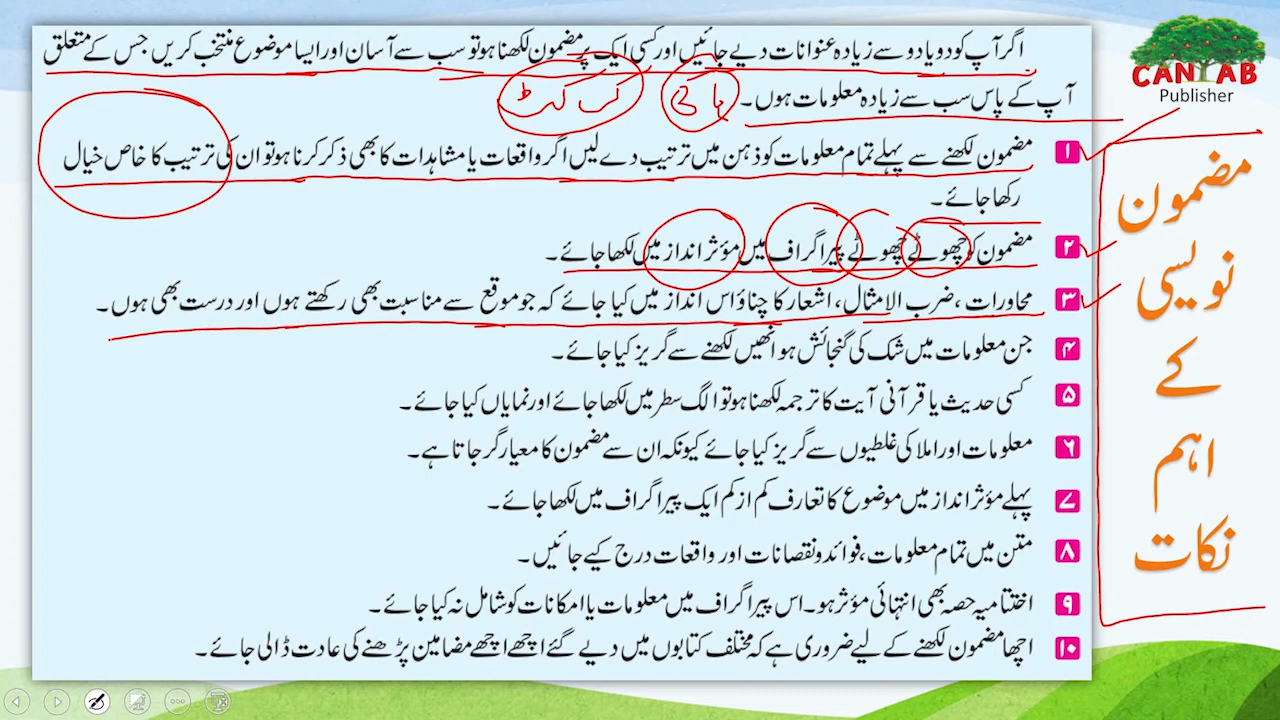 اگر آپ کو دو یا دو سے زیادہ عنوانات دیے جائیں اور کسی ایک پر مضمون لکھنا ہو تو سب سے آسان اور ایسا موضوع منتخب کریں جس کے متعلق
آپ کے پاس سب سے زیادہ معلومات ہوں۔ ہاکی کرکٹ
۱ مضمون لکھنے سے پہلے تمام معلومات کو ذہن میں ترتیب دے لیں اگر واقعات یا مشاہدات کا بھی ذکر کرنا ہو تو ان کی ترتیب کا خاص خیال
رکھا جائے۔
۲ مضمون کو چھوٹے چھوٹے پیراگراف میں مؤثر انداز میں لکھا جائے۔
۳ محاورات، ضرب الامثال، اشعار کا چناؤ اس انداز میں کیا جائے کہ جو موقع سے مناسبت بھی رکھتے ہوں اور درست بھی ہوں۔
۴ جن معلومات میں شک کی گنجائش ہو انھیں لکھنے سے گریز کیا جائے۔
۵ کسی حدیث یا قرآنی آیت کا ترجمہ لکھنا ہو تو الگ سطر میں لکھا جائے اور نمایاں کیا جائے۔
۶ معلومات اور املا کی غلطیوں سے گریز کیا جائے کیونکہ ان سے مضمون کا معیار گر جاتا ہے۔
۷ پہلے مؤثر انداز میں موضوع کا تعارف کم از کم ایک پیراگراف میں لکھا جائے۔
۸ متن میں تمام معلومات، فوائد و نقصانات اور واقعات درج کیے جائیں۔
۹ اختتامیہ حصہ بھی انتہائی مؤثر ہو۔ اس پیراگراف میں معلومات یا امکانات کو شامل نہ کیا جائے۔
۱۰ اچھا مضمون لکھنے کے لیے ضروری ہے کہ مختلف کتابوں میں دیے گئے اچھے اچھے مضامین پڑھنے کی عادت ڈالی جائے۔
CANTAB
Publisher
مضمون
نویسی
کے
اہم
نکات